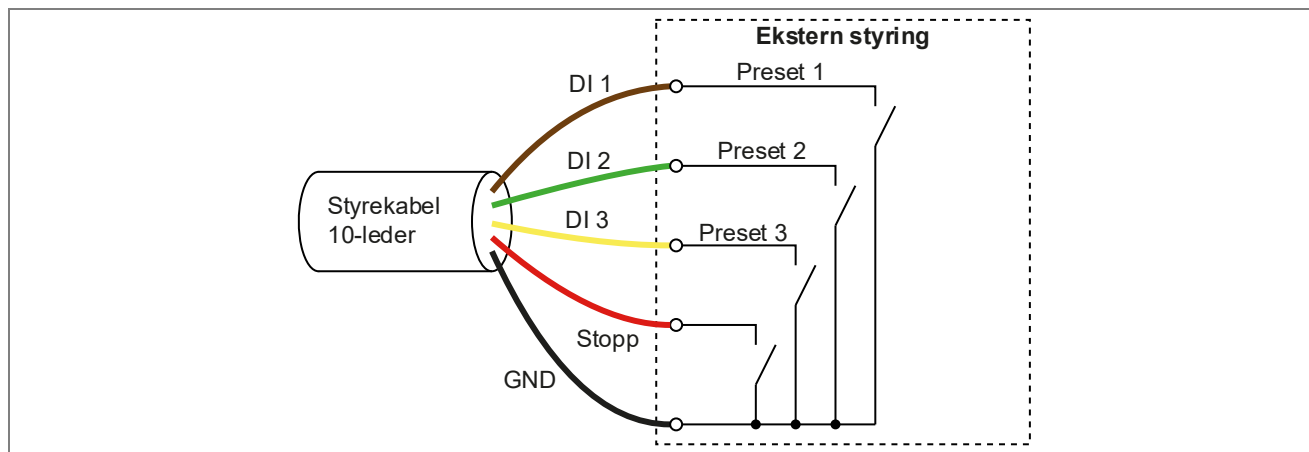 Ekstern styring
DI 1
Preset 1
DI 2
Preset 2
Styrekabel
10-leder
DI 3
Preset 3
Stopp
GND